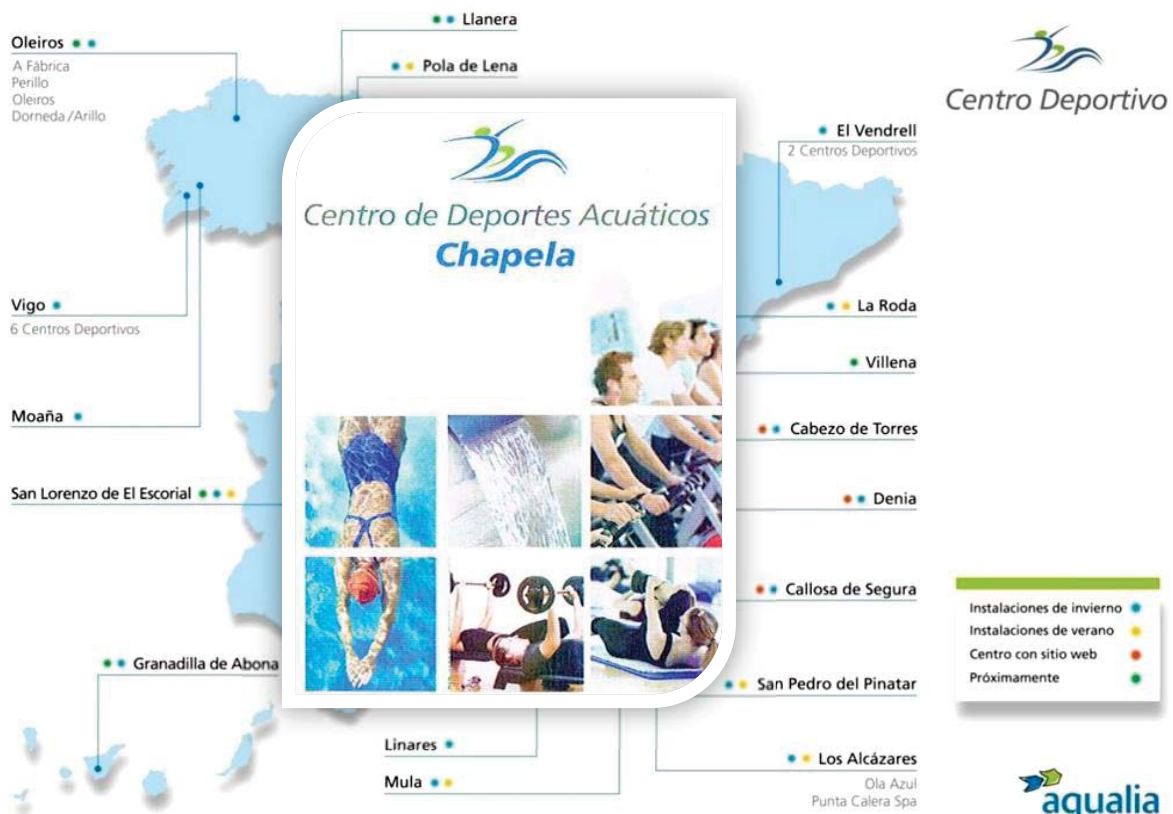 Oleiros
A Fábrica
Perillo
Oleiros
Dorneda /Arillo
Llanera
Pola de Lena
Centro Deportivo
El Vendrell
2 Centros Deportivos
Centro de Deportes Acuáticos
Chapela
Vigo
6 Centros Deportivos
Moaña
San Lorenzo de El Escorial
Granadilla de Abona
La Roda
Villena
Cabezo de Torres
Denia
Callosa de Segura
San Pedro del Pinatar
Linares
Mula
Los Alcázares
Ola Azul
Punta Calera Spa
Instalaciones de invierno
Instalaciones de verano
Centro con sitio web
Próximamente
aqualia